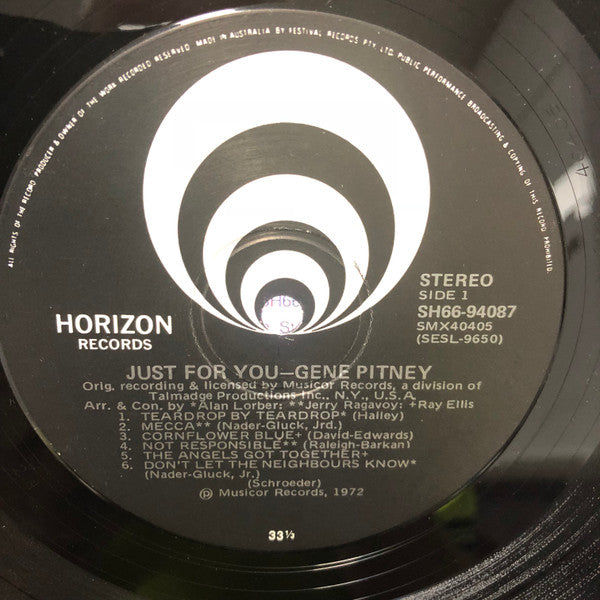 ALL RIGHTS OF THE RECORD PRODUCER & OWNER OF THE WORK RECORDED RESERVED. MADE IN AUSTRALIA BY FESTIVAL RECORDS PTY. LTD. PUBLIC PERFORMANCE BROADCASTING & COPYING OF THIS RECORD PROHIBITED.
STEREO
SIDE 1
SH66-94087
SMX40405
(SESL-9650)
HORIZON
RECORDS
JUST FOR YOU—GENE PITNEY
Orig. recording & licensed by Musicor Records, a division of
Talmadge Productions Inc., N.Y., U.S.A.
Arr. & Con. by *Alan Lorber: **Jerry Ragavoy: +Ray Ellis
1. TEARDROP BY TEARDROP* (Halley)
2. MECCA** (Nader-Gluck, Jrd.)
3. CORNFLOWER BLUE+ (David-Edwards)
4. NOT RESPONSIBLE** (Raleigh-Barkan)
5. THE ANGELS GOT TOGETHER+
6. DON'T LET THE NEIGHBOURS KNOW*
(Nader-Gluck, Jr.)
(Schroeder)
℗ Musicor Records, 1972
33⅓